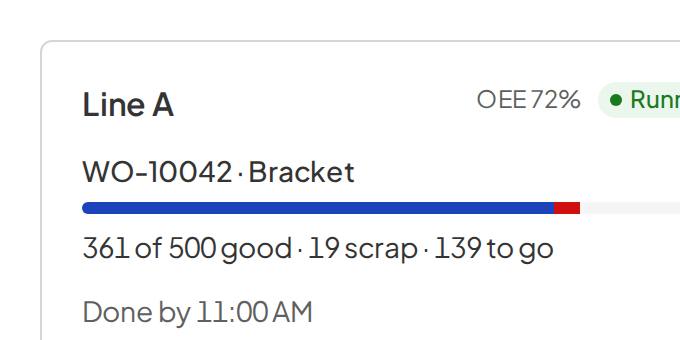 Line A
OEE 72%
WO-10042 · Bracket
361 of 500 good · 19 scrap · 139 to go
Done by 11:00 AM